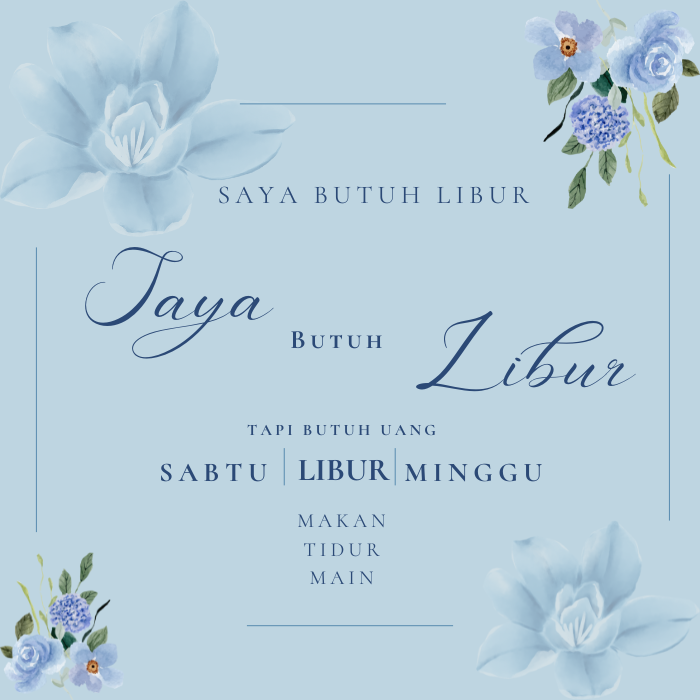 SAYA BUTUH LIBUR
Saya
BUTUH
Libur
TAPI BUTUH UANG
SABTU LIBUR MINGGU
MAKAN
TIDUR
MAIN